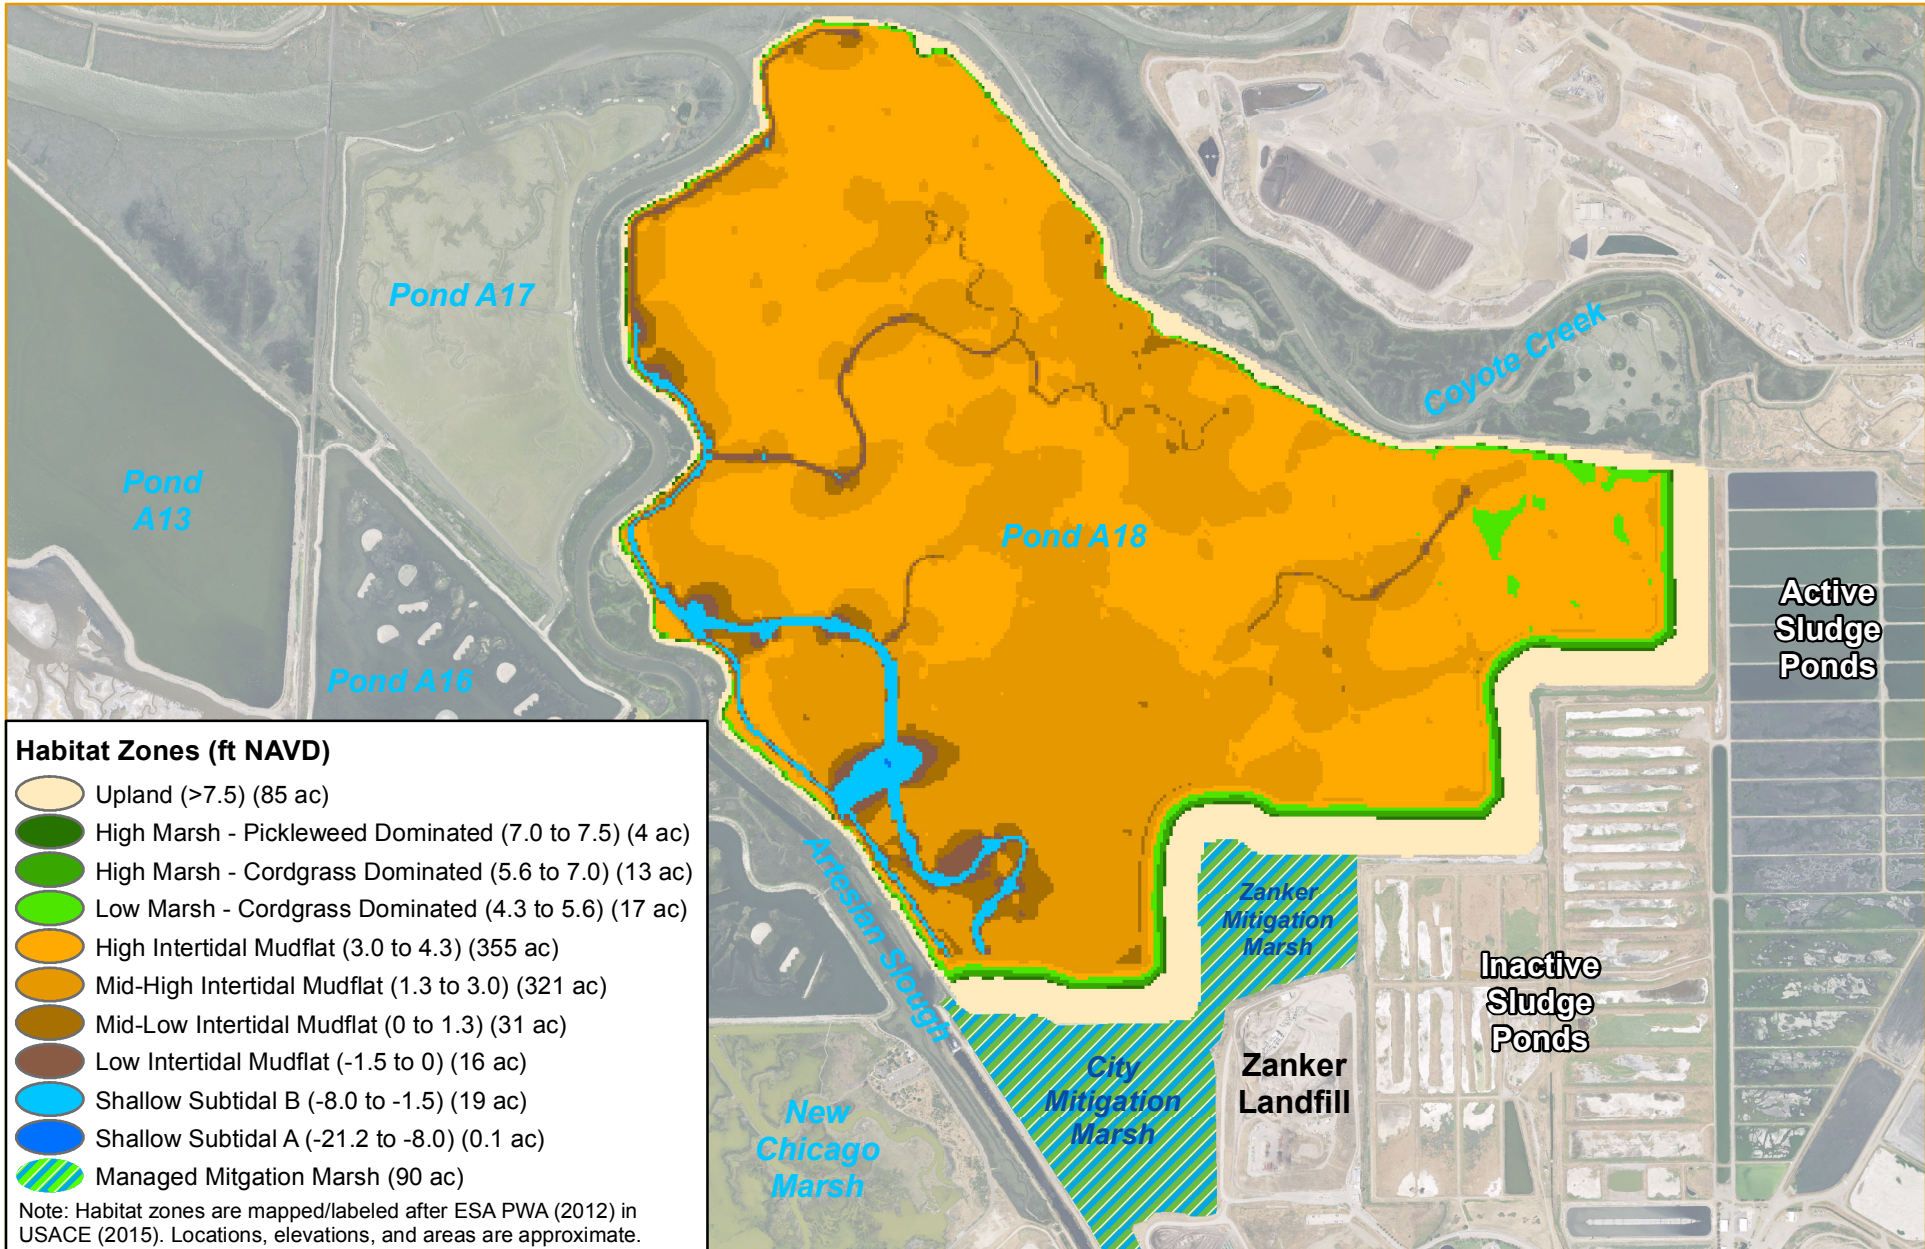 Pond A17
Coyote Creek
Pond
A13
Pond A18
Active
Sludge
Ponds
Pond A16
Habitat Zones (ft NAVD)
Upland (>7.5) (85 ac)
High Marsh - Pickleweed Dominated (7.0 to 7.5) (4 ac)
High Marsh - Cordgrass Dominated (5.6 to 7.0) (13 ac)
Low Marsh - Cordgrass Dominated (4.3 to 5.6) (17 ac)
High Intertidal Mudflat (3.0 to 4.3) (355 ac)
Mid-High Intertidal Mudflat (1.3 to 3.0) (321 ac)
Mid-Low Intertidal Mudflat (0 to 1.3) (31 ac)
Low Intertidal Mudflat (-1.5 to 0) (16 ac)
Shallow Subtidal B (-8.0 to -1.5) (19 ac)
Shallow Subtidal A (-21.2 to -8.0) (0.1 ac)
Managed Mitgation Marsh (90 ac)
Note: Habitat zones are mapped/labeled after ESA PWA (2012) in
USACE (2015). Locations, elevations, and areas are approximate.
Artesian Slough
Zanker
Mitigation
Marsh
Inactive
Sludge
Ponds
City
Mitigation
Marsh
Zanker
Landfill
New
Chicago
Marsh